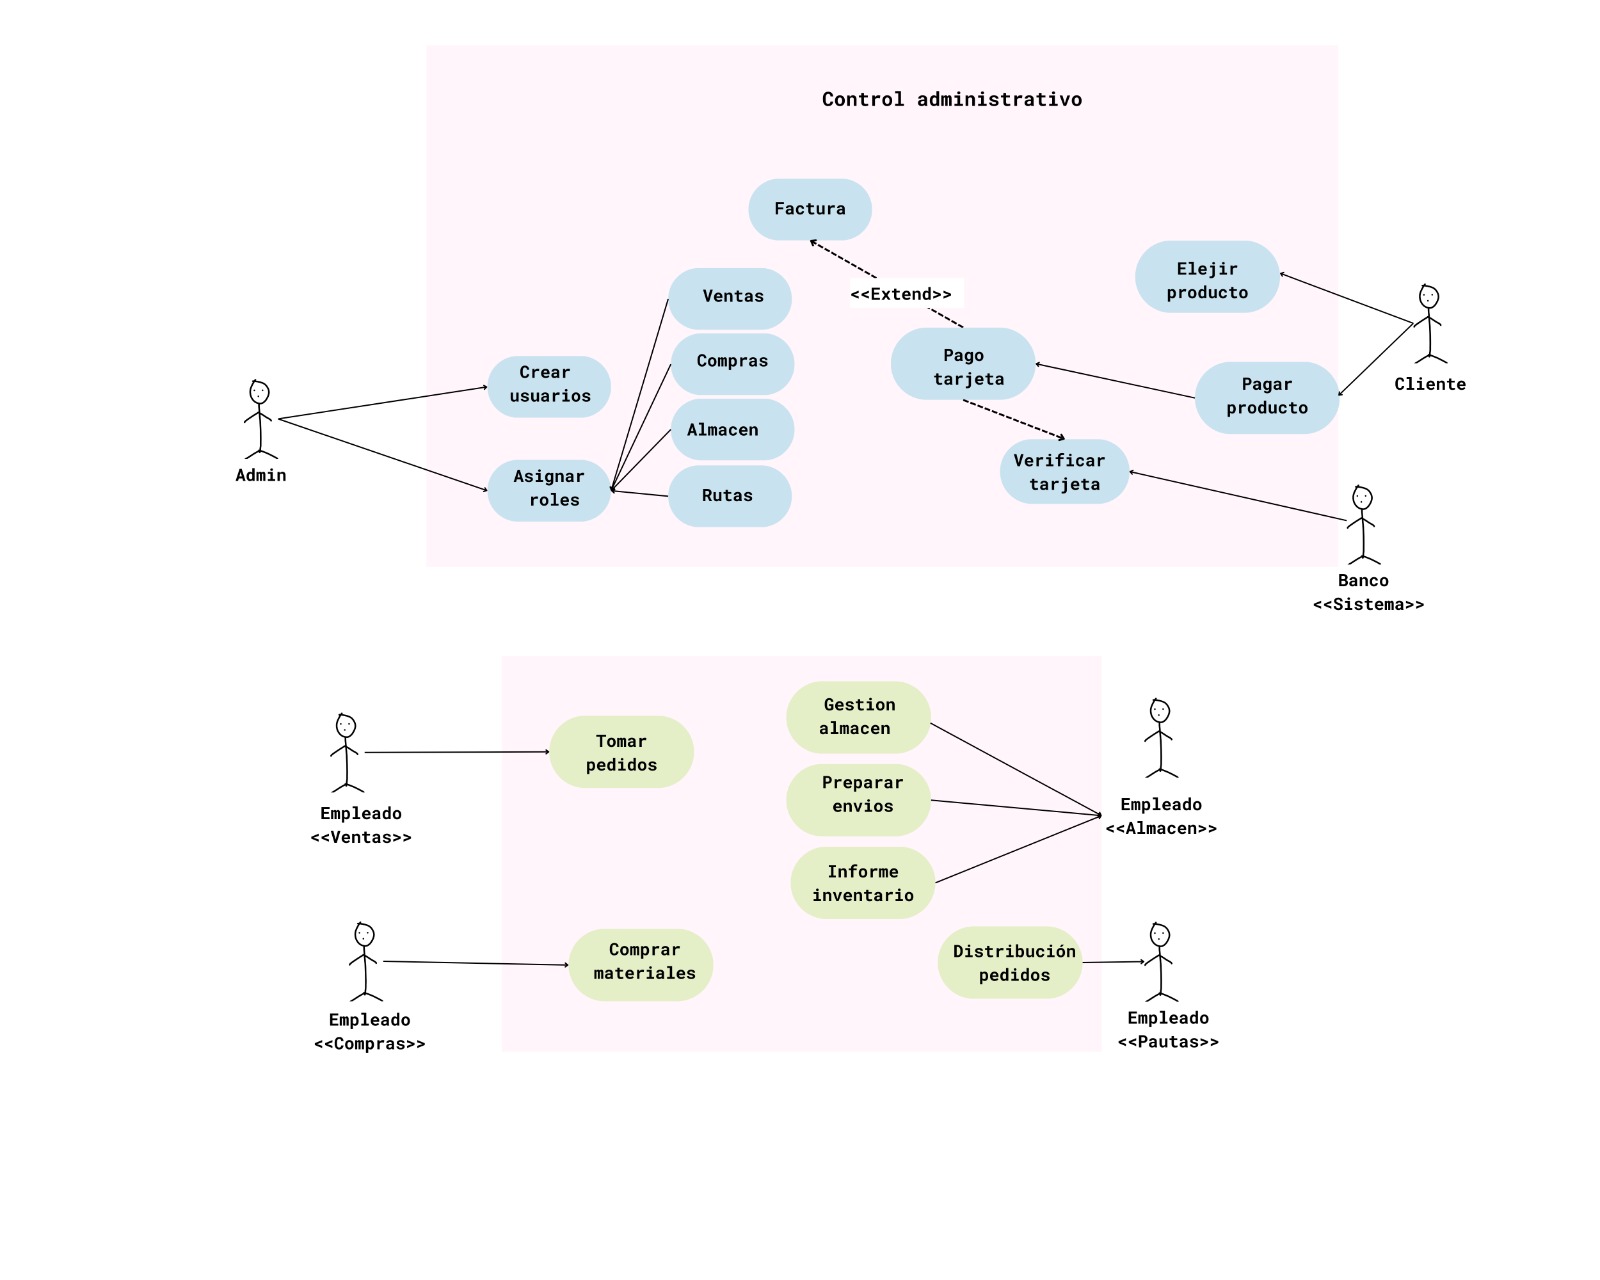 Control administrativo
Factura
<<Extend>>
Ventas
Compras
Almacen
Rutas
Crear
usuarios
Asignar
roles
Admin
Pago
tarjeta
Verificar
tarjeta
Elejir
producto
Pagar
producto
Cliente
Banco
<<Sistema>>
Empleado
<<Ventas>>
Tomar
pedidos
Gestion
almacen
Preparar
envios
Informe
inventario
Empleado
<<Almacen>>
Empleado
<<Compras>>
Comprar
materiales
Distribución
pedidos
Empleado
<<Pautas>>